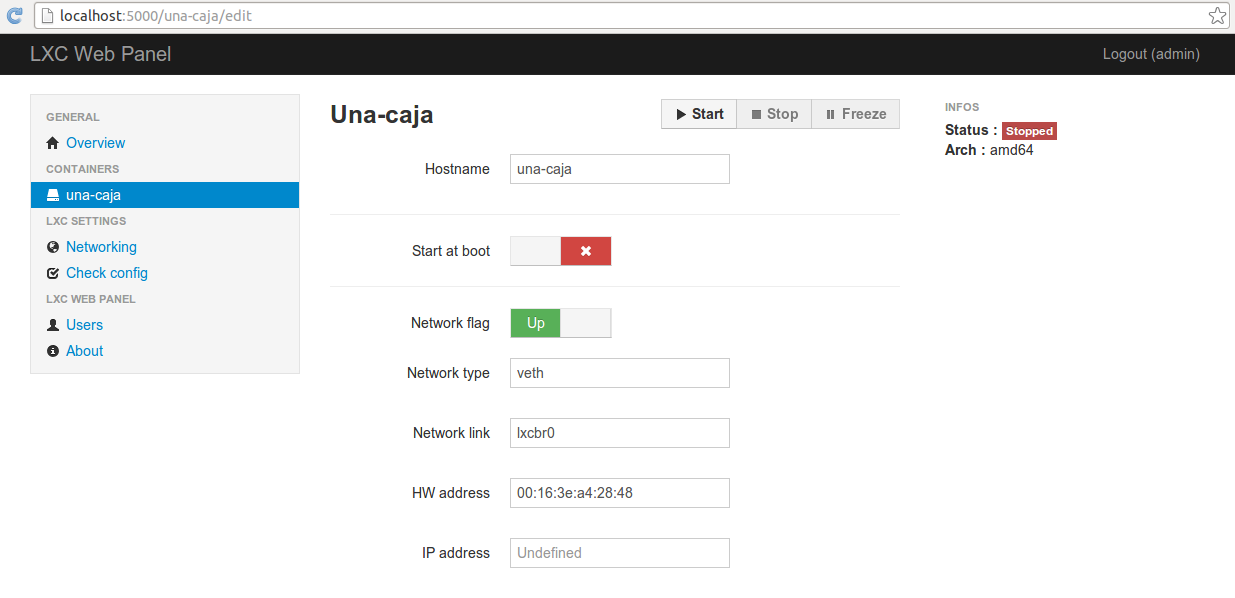 localhost:5000/una-caja/edit
LXC Web Panel
Logout (admin)
GENERAL
Overview
CONTAINERS
una-caja
LXC SETTINGS
Networking
Check config
LXC WEB PANEL
Users
About
Una-caja
Start Stop Freeze
Hostname una-caja
Start at boot
Network flag Up
Network type veth
Network link lxcbr0
HW address 00:16:3e:a4:28:48
IP address Undefined
INFOS
Status : Stopped
Arch : amd64